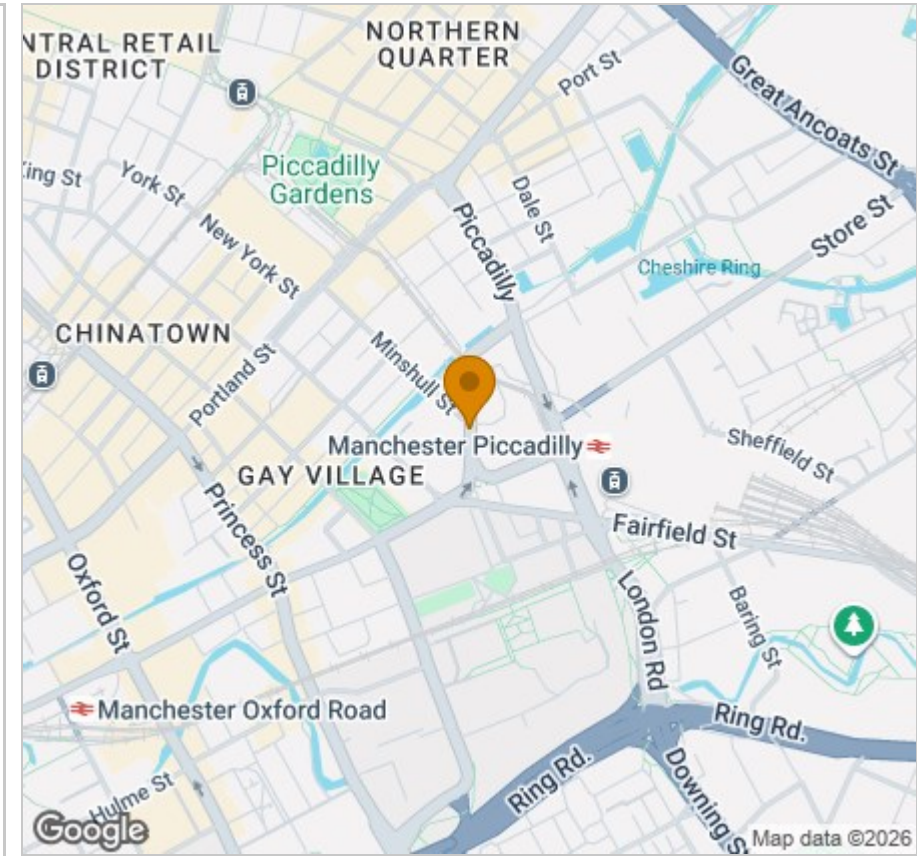 NTRAL RETAIL
DISTRICT
NORTHERN
QUARTER
Port St
Great Ancoats St
Piccadilly
Gardens
King St
York St
New York St
Dale St
Piccadilly
Store St
Cheshire Ring
CHINATOWN
Portland St
Minshull St
Manchester Piccadilly
Sheffield St
GAY VILLAGE
Princess St
Fairfield St
Oxford St
London Rd
Baring St
Manchester Oxford Road
Ring Rd.
Ring Rd.
Hulme St
Downing St
Google
Map data ©2026